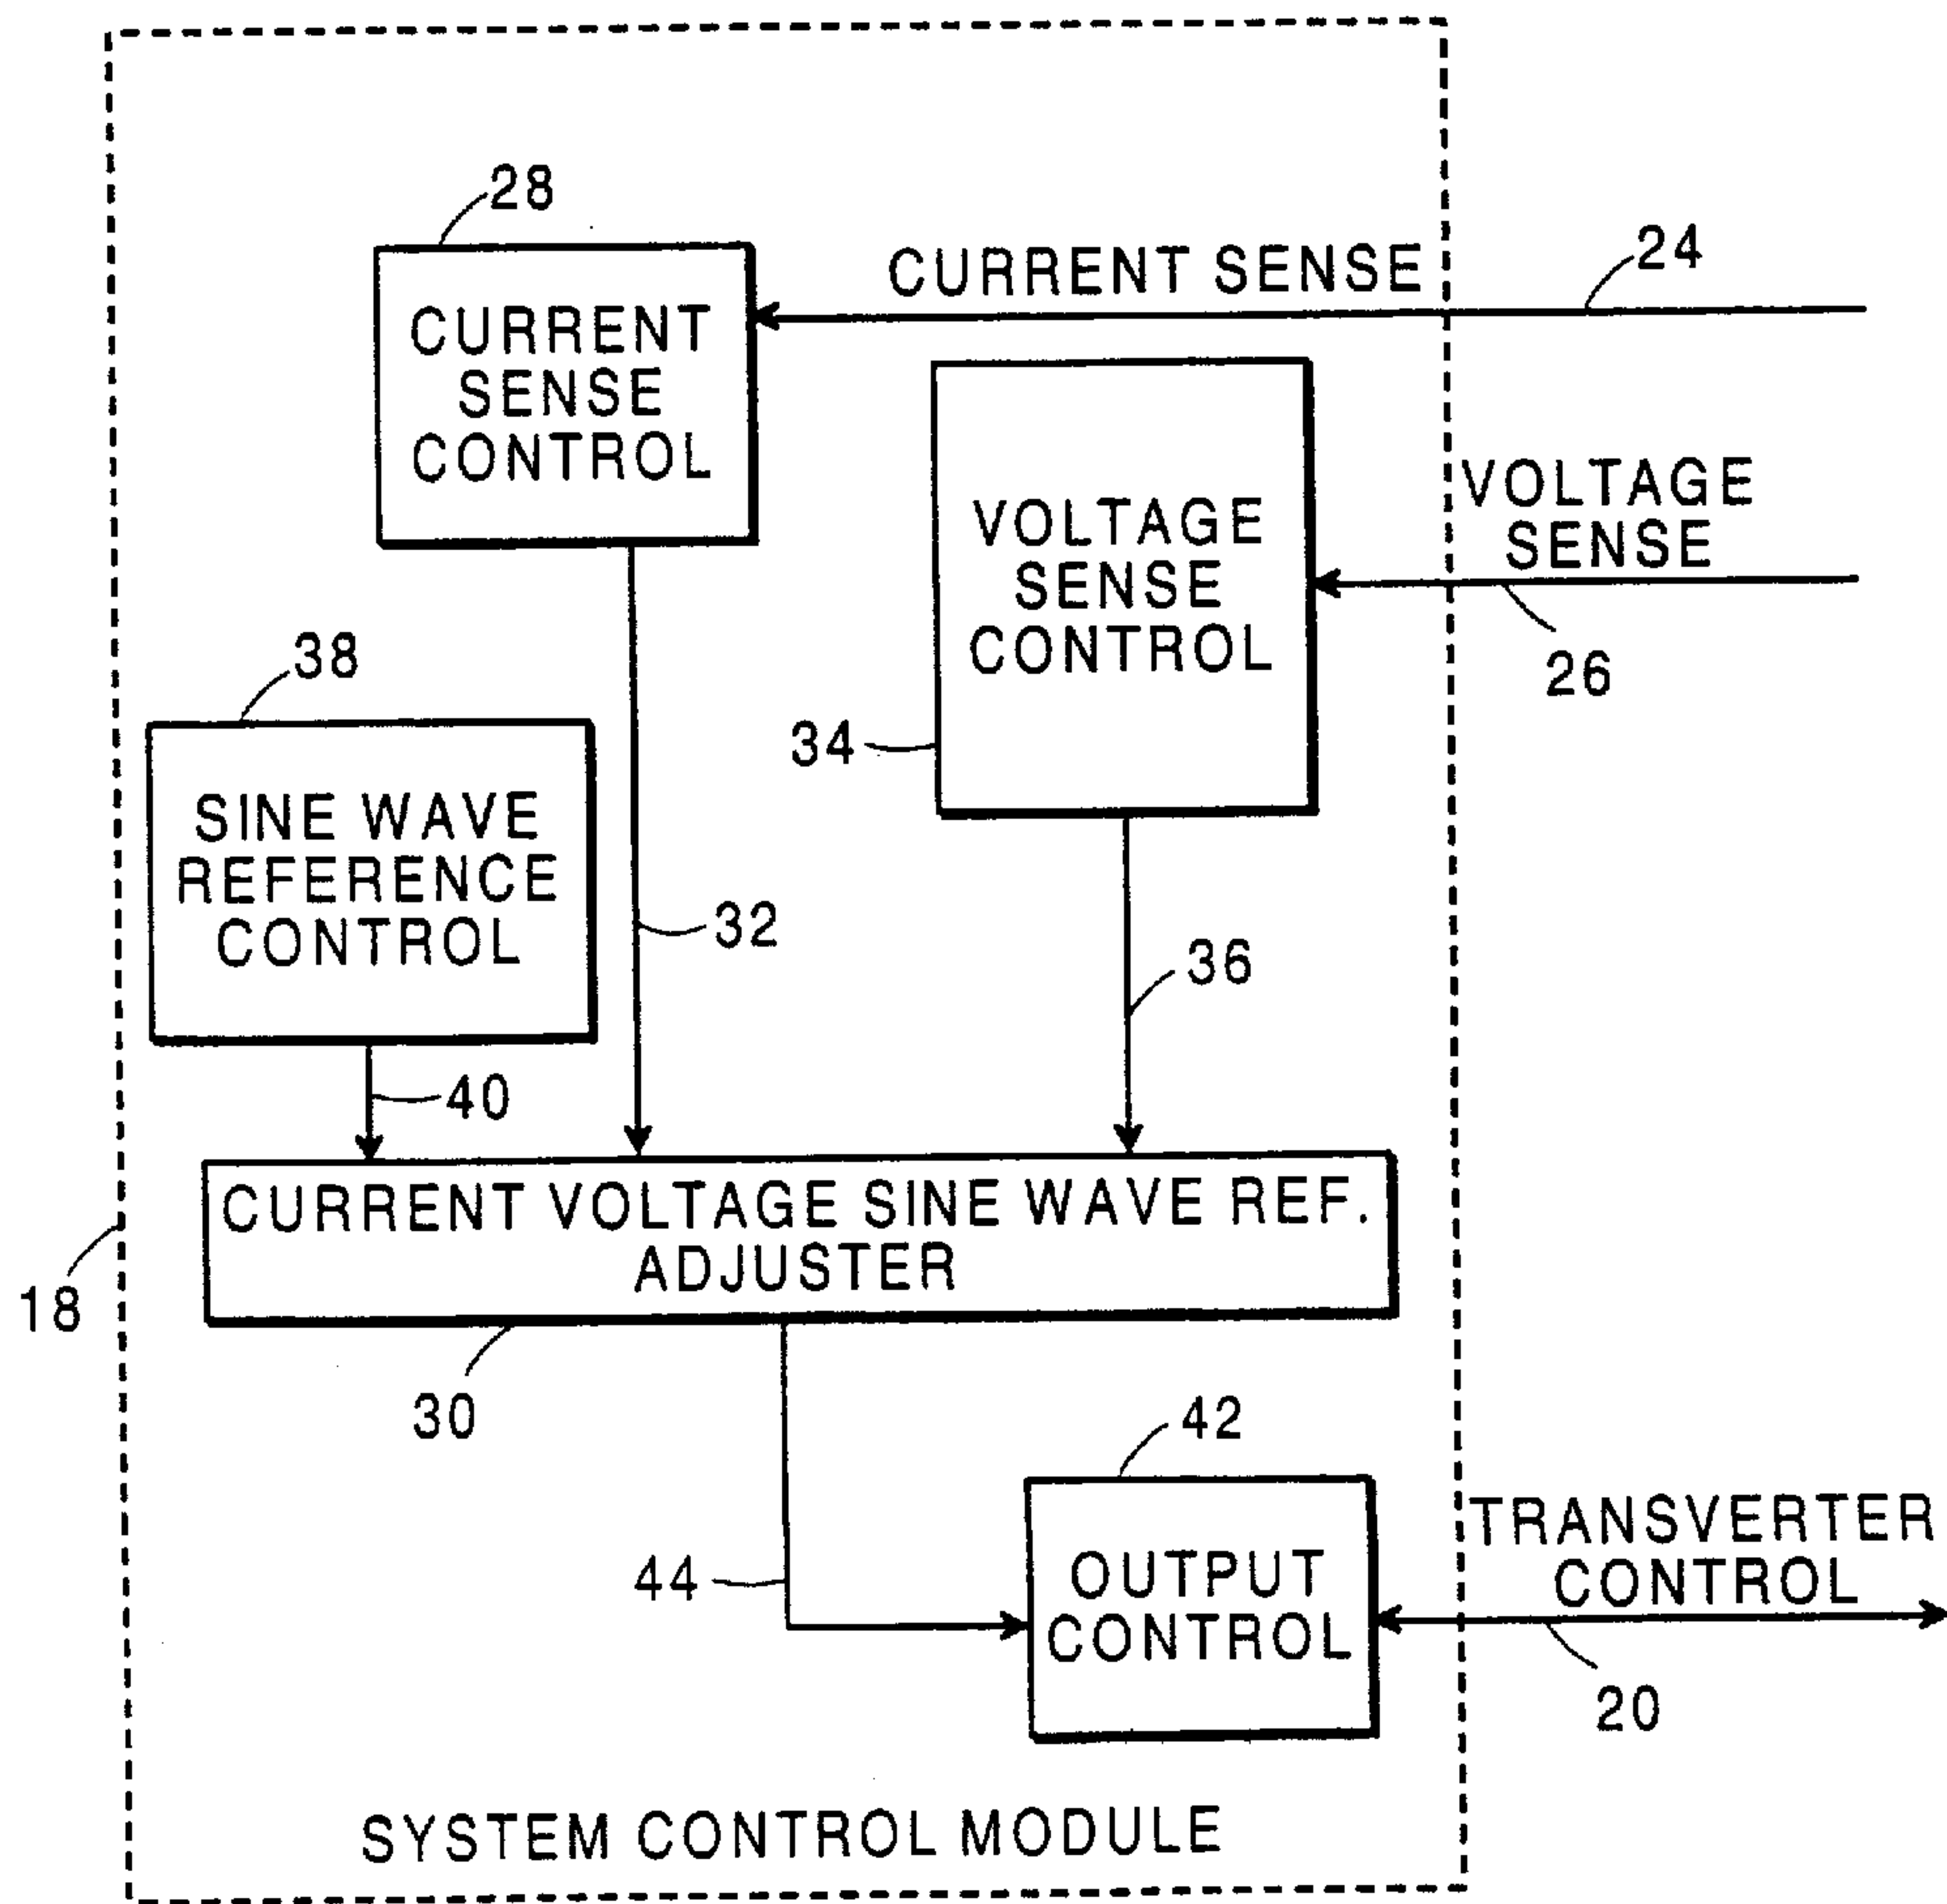 28
CURRENT SENSE
24
CURRENT
SENSE
CONTROL
VOLTAGE
SENSE
26
VOLTAGE
SENSE
CONTROL
34
38
SINE WAVE
REFERENCE
CONTROL
32
36
40
CURRENT VOLTAGE SINE WAVE REF.
ADJUSTER
18
30
42
44
OUTPUT
CONTROL
TRANSVERTER
CONTROL
20
SYSTEM CONTROL MODULE